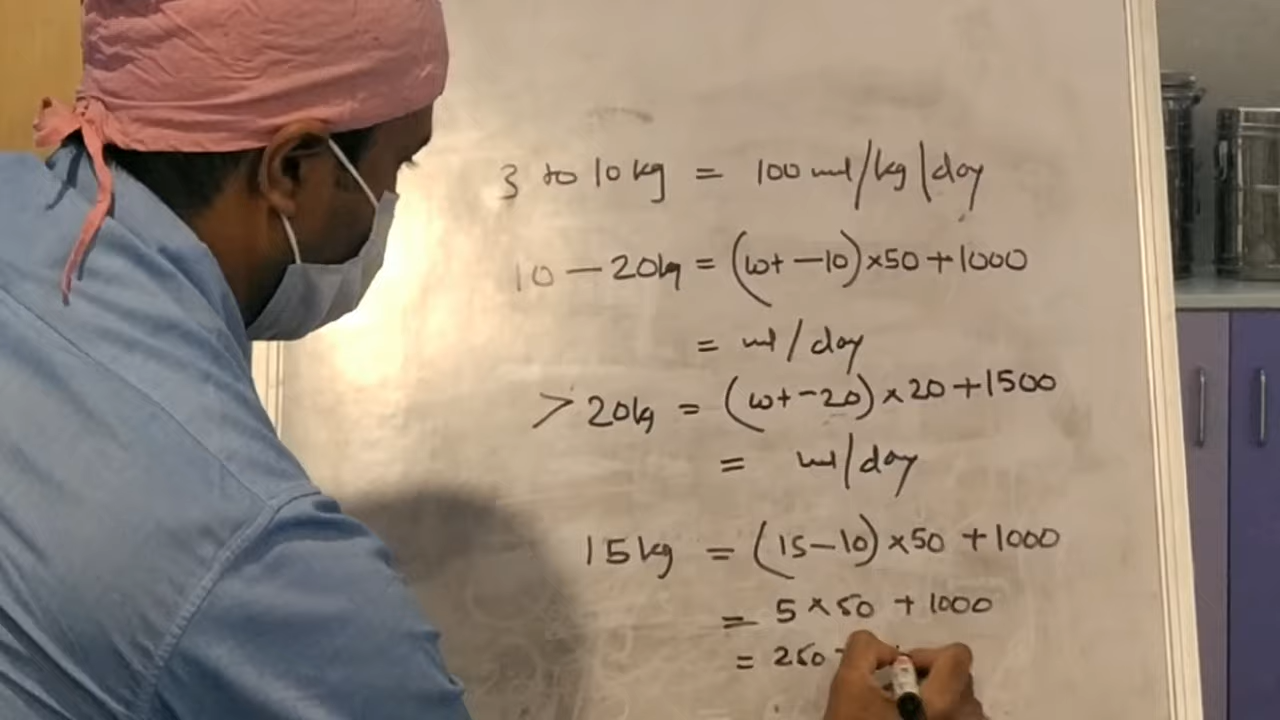 3 to 10 kg = 100 ml/kg/day
10 - 20kg = (wt - 10) × 50 + 1000
= ml/day
> 20kg = (wt - 20) × 20 + 1500
= ml/day
15 kg = (15 - 10) × 50 + 1000
= 5 × 50 + 1000
= 250